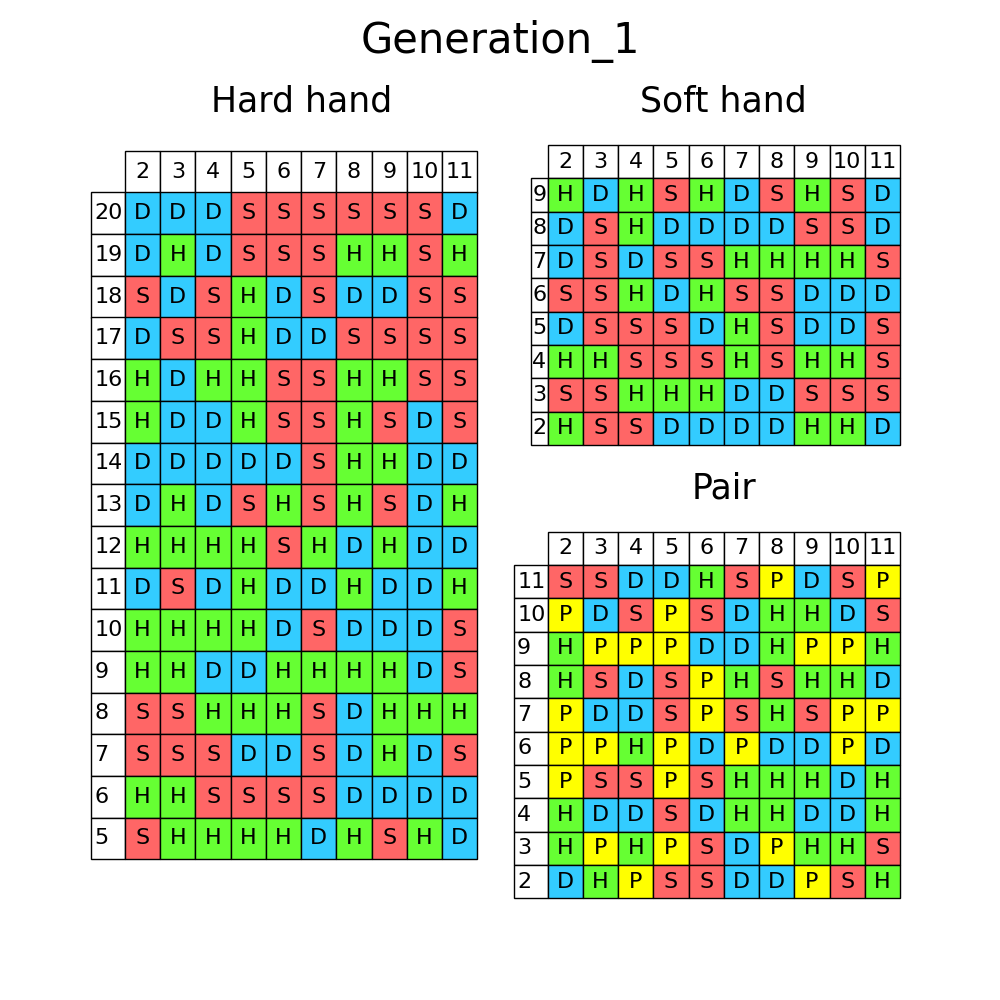 Generation_1
Hard hand
2 3 4 5 6 7 8 9 10 11
20 D D D S S S S S S D
19 D H D S S S H H S H
18 S D S H D S D D S S
17 D S S H D D S S S S
16 H D H H S S H H S S
15 H D D H S S H S D S
14 D D D D D S H H D D
13 D H D S H S H S D H
12 H H H H S H D H D D
11 D S D H D D H D D H
10 H H H H D S D D D S
9 H H D D H H H H D S
8 S S H H H S D H H H
7 S S S D D S D H D S
6 H H S S S S D D D D
5 S H H H H D H S H D
Soft hand
2 3 4 5 6 7 8 9 10 11
9 H D H S H D S H S D
8 D S H D D D D S S D
7 D S D S S H H H H S
6 S S H D H S S D D D
5 D S S S D H S D D S
4 H H S S S H S H H S
3 S S H H H D D S S S
2 H S S D D D D H H D
Pair
2 3 4 5 6 7 8 9 10 11
11 S S D D H S P D S P
10 P D S P S D H H D S
9 H P P P D D H P P H
8 H S D S P H S H H D
7 P D D S P S H S P P
6 P P H P D P D D P D
5 P S S P S H H H D H
4 H D D S D H H D D H
3 H P H P S D P H H S
2 D H P S S D D P S H